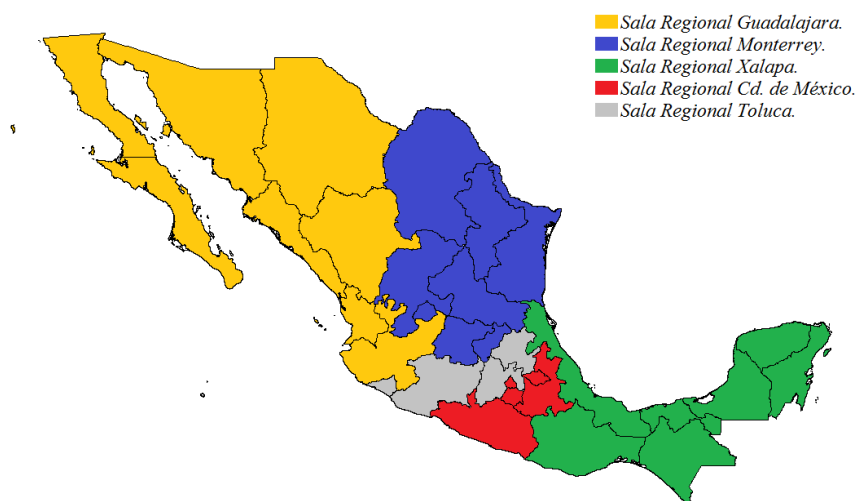 Sala Regional Guadalajara.
Sala Regional Monterrey.
Sala Regional Xalapa.
Sala Regional Cd. de México.
Sala Regional Toluca.